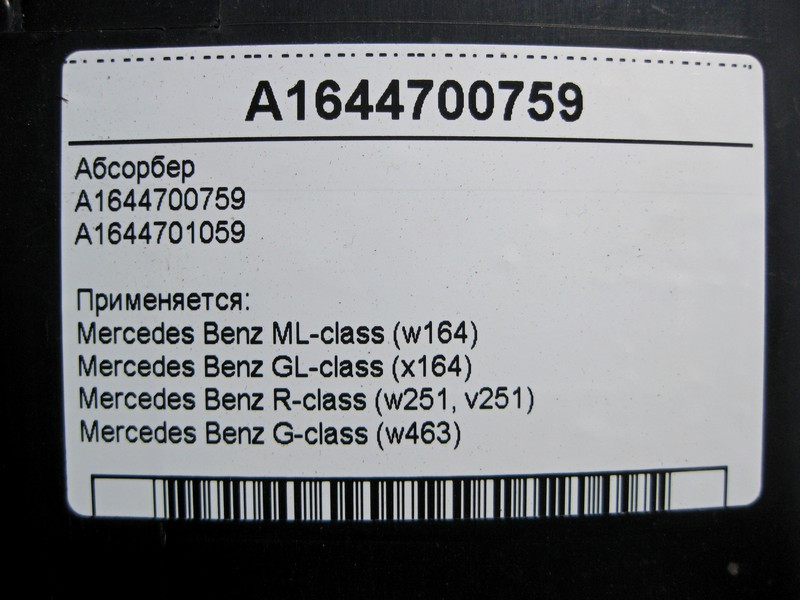 A1644700759
Абсорбер
A1644700759
A1644701059
Применяется:
Mercedes Benz ML-class (w164)
Mercedes Benz GL-class (x164)
Mercedes Benz R-class (w251, v251)
Mercedes Benz G-class (w463)